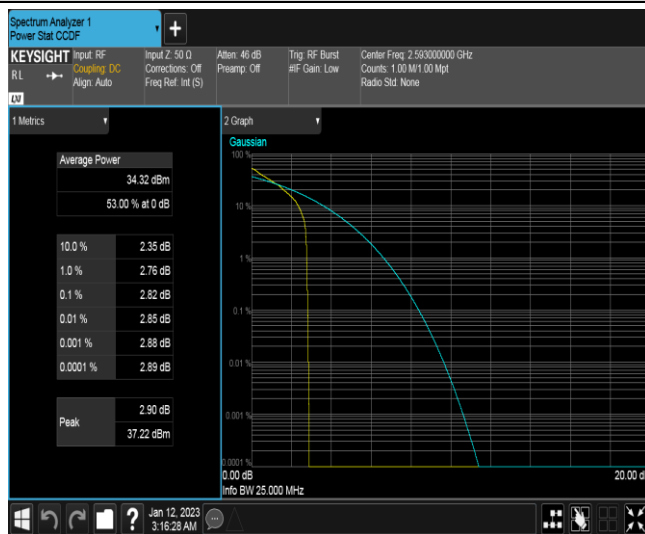 Spectrum Analyzer 1
Power Stat CCDF
+
KEYSIGHT
RL
LXI
Input: RF
Coupling: DC
Align: Auto
Input Z: 50 Ω
Corrections: Off
Freq Ref: Int (S)
Atten: 46 dB
Preamp: Off
Trig: RF Burst
#IF Gain: Low
Center Freq: 2.593000000 GHz
Counts: 1.00 M/1.00 Mpt
Radio Std: None
1 Metrics
Average Power
34.32 dBm
53.00 % at 0 dB
10.0 % 2.35 dB
1.0 % 2.76 dB
0.1 % 2.82 dB
0.01 % 2.85 dB
0.001 % 2.88 dB
0.0001 % 2.89 dB
Peak
2.90 dB
37.22 dBm
2 Graph
Gaussian
100 %
10 %
1 %
0.1 %
0.01 %
0.001 %
0.0001 %
0.00 dB
20.00 d
Info BW 25.000 MHz
?
Jan 12, 2023
3:16:28 AM